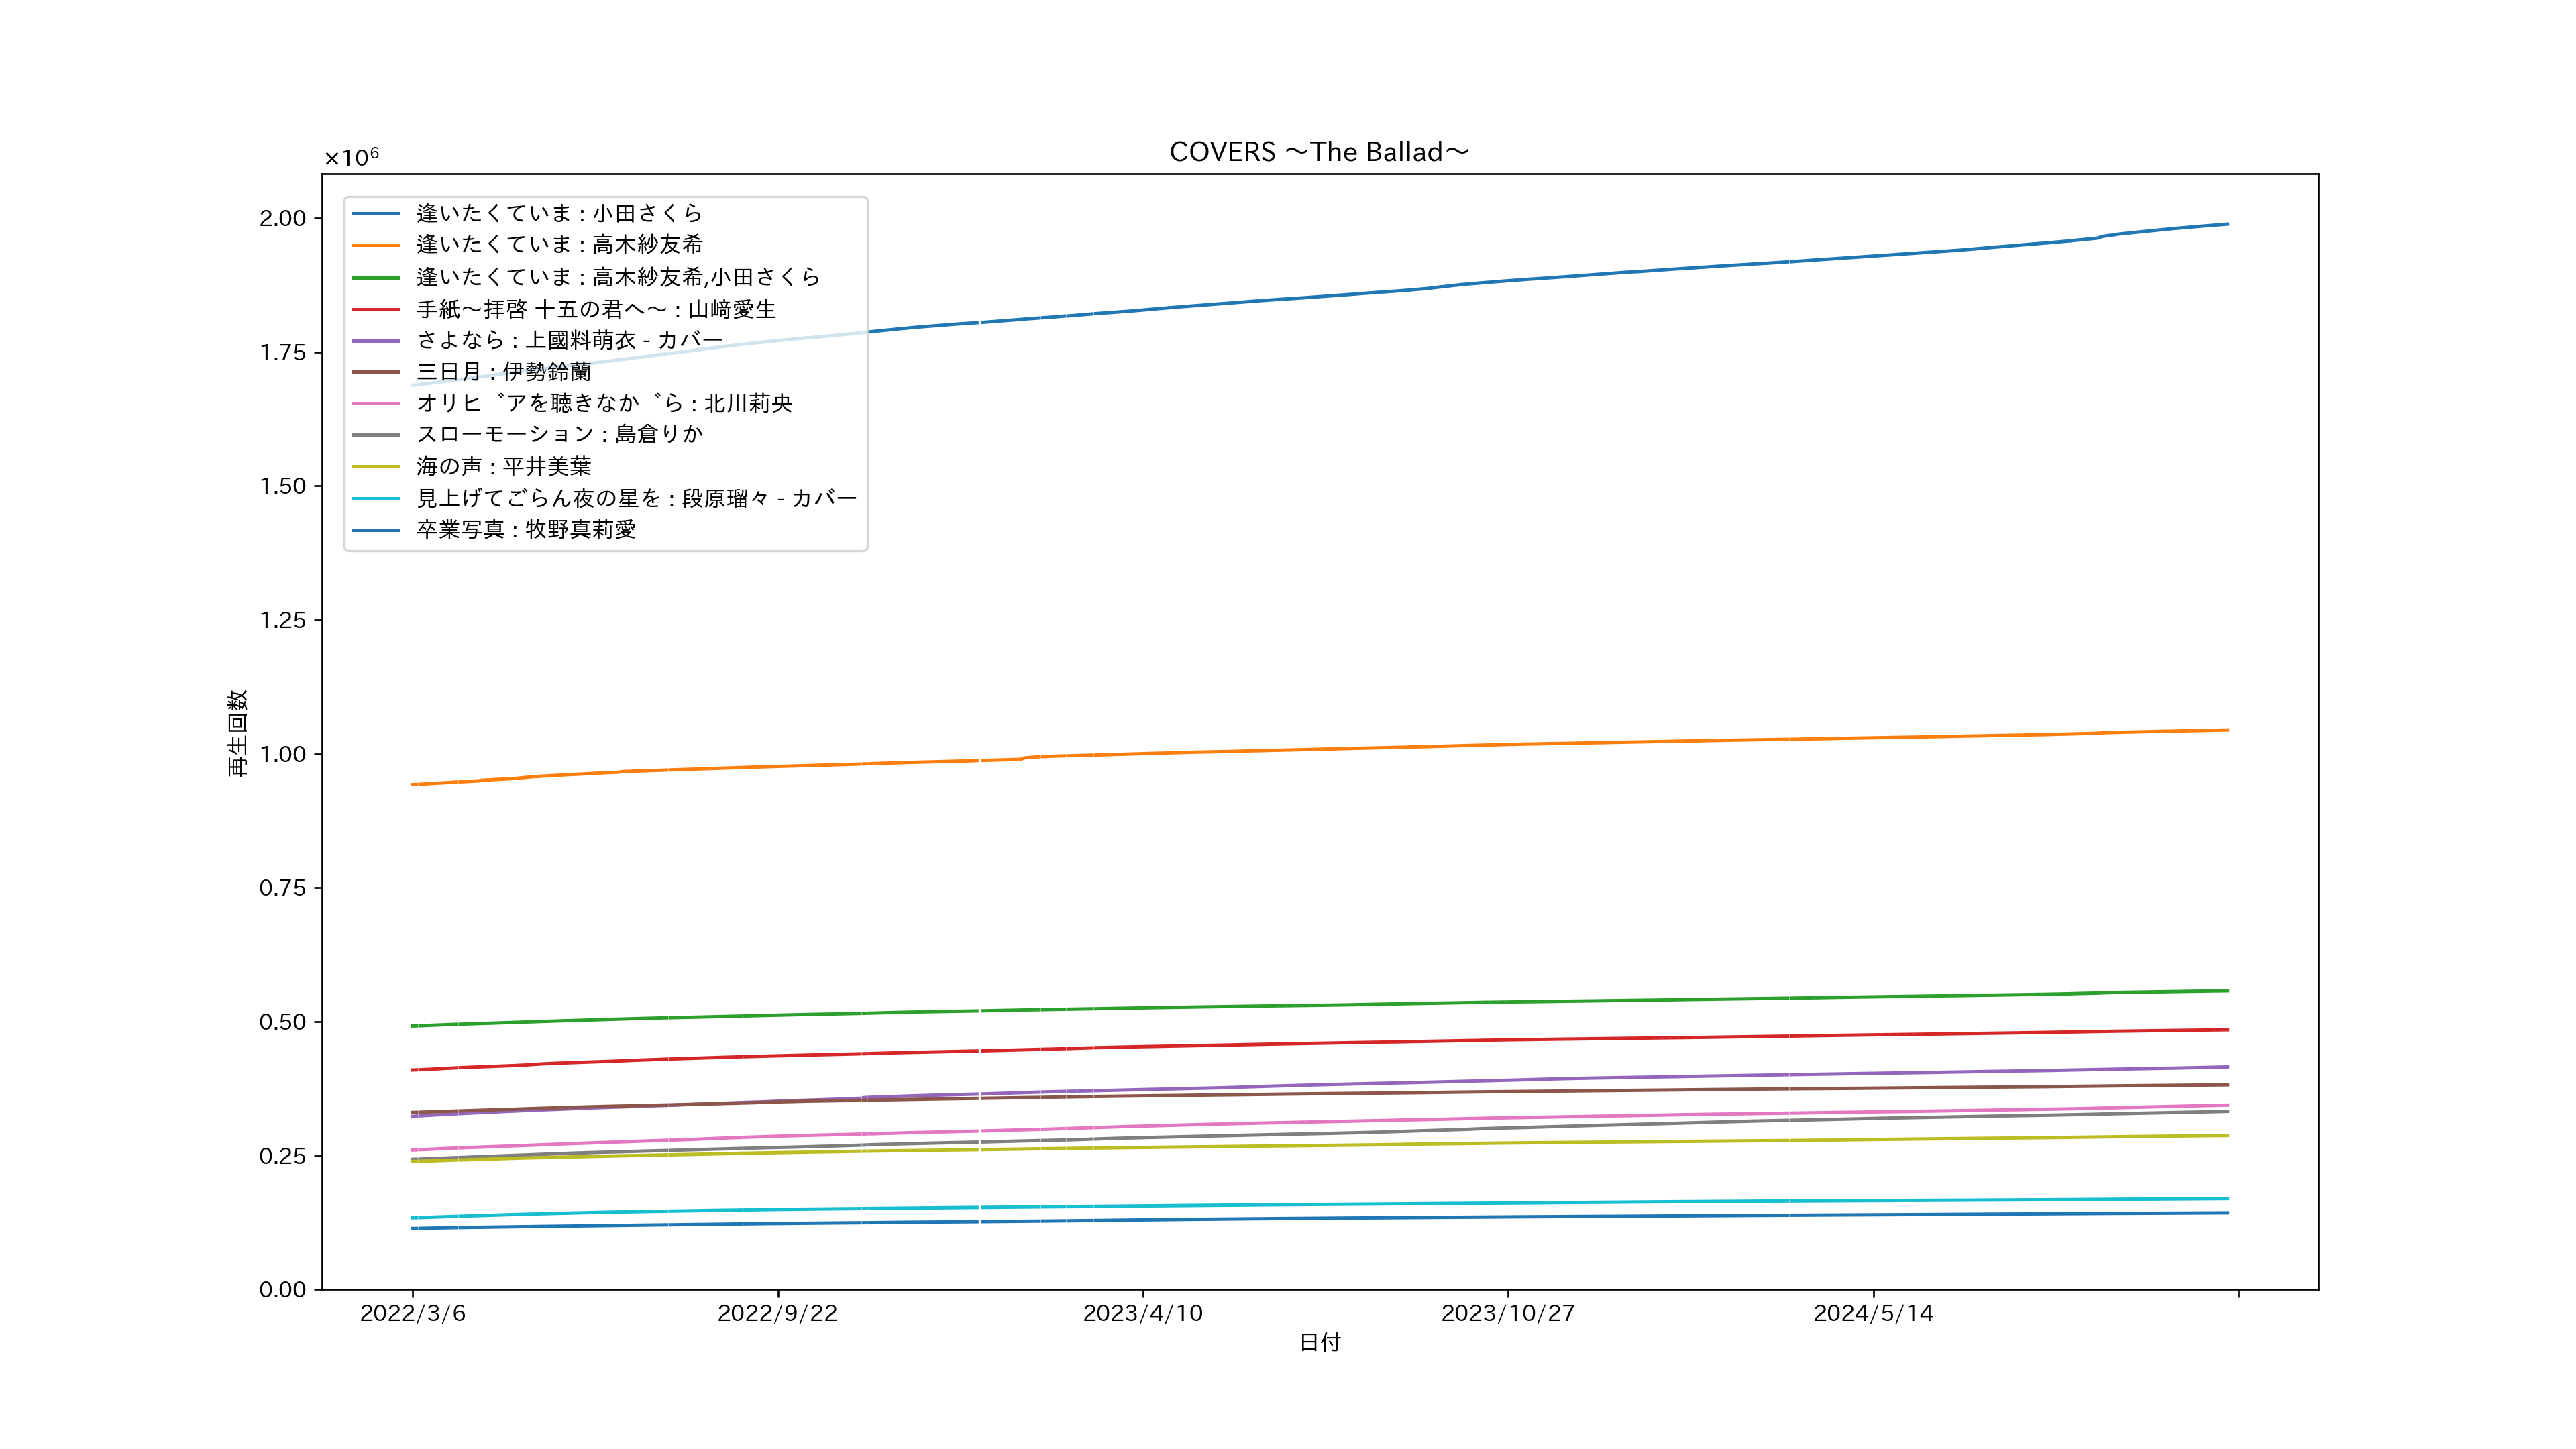 COVERS ～The Ballad～
×10⁶
2.00
1.75
1.50
1.25
1.00
0.75
0.50
0.25
0.00
再生回数
逢いたくていま : 小田さくら
逢いたくていま : 高木紗友希
逢いたくていま : 高木紗友希,小田さくら
手紙～拝啓 十五の君へ～ : 山﨑愛生
さよなら : 上國料萌衣 - カバー
三日月 : 伊勢鈴蘭
オリビアを聴きながら : 北川莉央
スローモーション : 島倉りか
海の声 : 平井美葉
見上げてごらん夜の星を : 段原瑠々 - カバー
卒業写真 : 牧野真莉愛
2022/3/6
2022/9/22
2023/4/10
2023/10/27
2024/5/14
日付